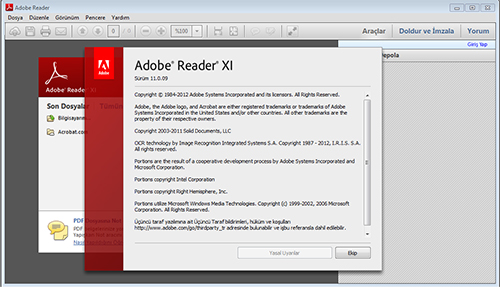 Adobe Reader
Dosya Düzenle Görünüm Pencere Yardım
0 / 0 %100 Araçlar Doldur ve İmzala Yorum
Giriş Yap
depola
Adobe Reader XI
Son Dosyalar
Bilgisayarım
Acrobat.com
PDF
Adobe
Adobe® Reader® XI
Sürüm 11.0.09
Copyright © 1984-2012 Adobe Systems Incorporated and its licensors. All Rights Reserved.
Adobe, the Adobe logo, and Acrobat are either registered trademarks or trademarks of Adobe
Systems Incorporated in the United States and/or other countries. All other trademarks are the
property of their respective owners.
Copyright 2003-2011 Solid Documents, LLC
OCR technology by Image Recognition Integrated Systems S.A. Copyright 1987 - 2012, I.R.I.S. S.A.
All rights reserved.
Portions are the result of a cooperative development process by Adobe Systems Incorporated and
Microsoft Corporation.
Portions copyright Intel Corporation
Portions copyright Right Hemisphere, Inc.
Portions utilize Microsoft Windows Media Technologies. Copyright (c) 1999-2002, 2006 Microsoft
Corporation. All Rights Reserved.
Üçüncü taraf yazılımına ait Üçüncü Taraf bildirimleri, hüküm ve koşulları
http://www.adobe.com/go/thirdparty_tr adresinde bulunabilir ve işbu referansla dahil edilebilir.
Yasal Uyarılar Ekip